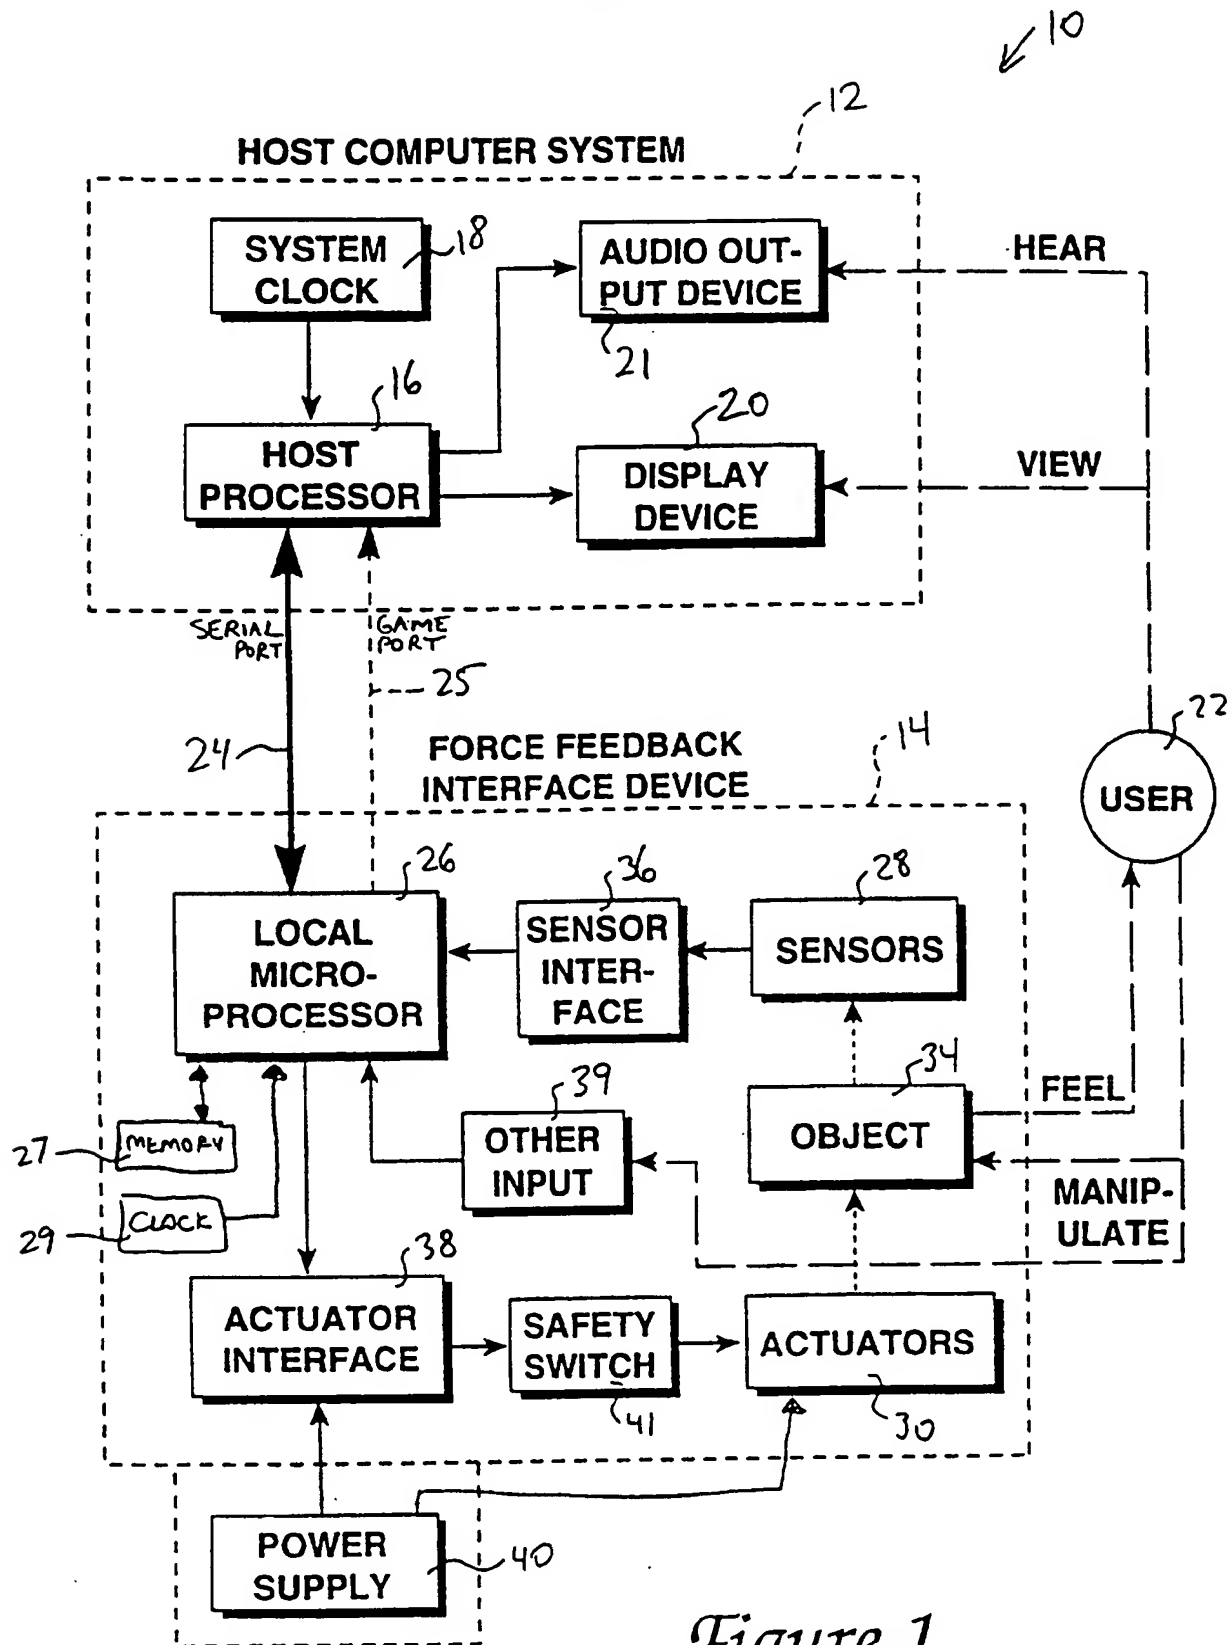 10
12
HOST COMPUTER SYSTEM
SYSTEM
CLOCK
18
AUDIO OUT-
PUT DEVICE
21
HEAR
16
HOST
PROCESSOR
20
DISPLAY
DEVICE
VIEW
SERIAL
PORT
GAME
PORT
25
24
FORCE FEEDBACK
INTERFACE DEVICE
14
22
USER
26
LOCAL
MICRO-
PROCESSOR
36
SENSOR
INTER-
FACE
28
SENSORS
34
OBJECT
FEEL
MANIP-
ULATE
39
OTHER
INPUT
27
MEMORY
29
CLOCK
38
ACTUATOR
INTERFACE
SAFETY
SWITCH
41
ACTUATORS
30
POWER
SUPPLY
40
Figure 1